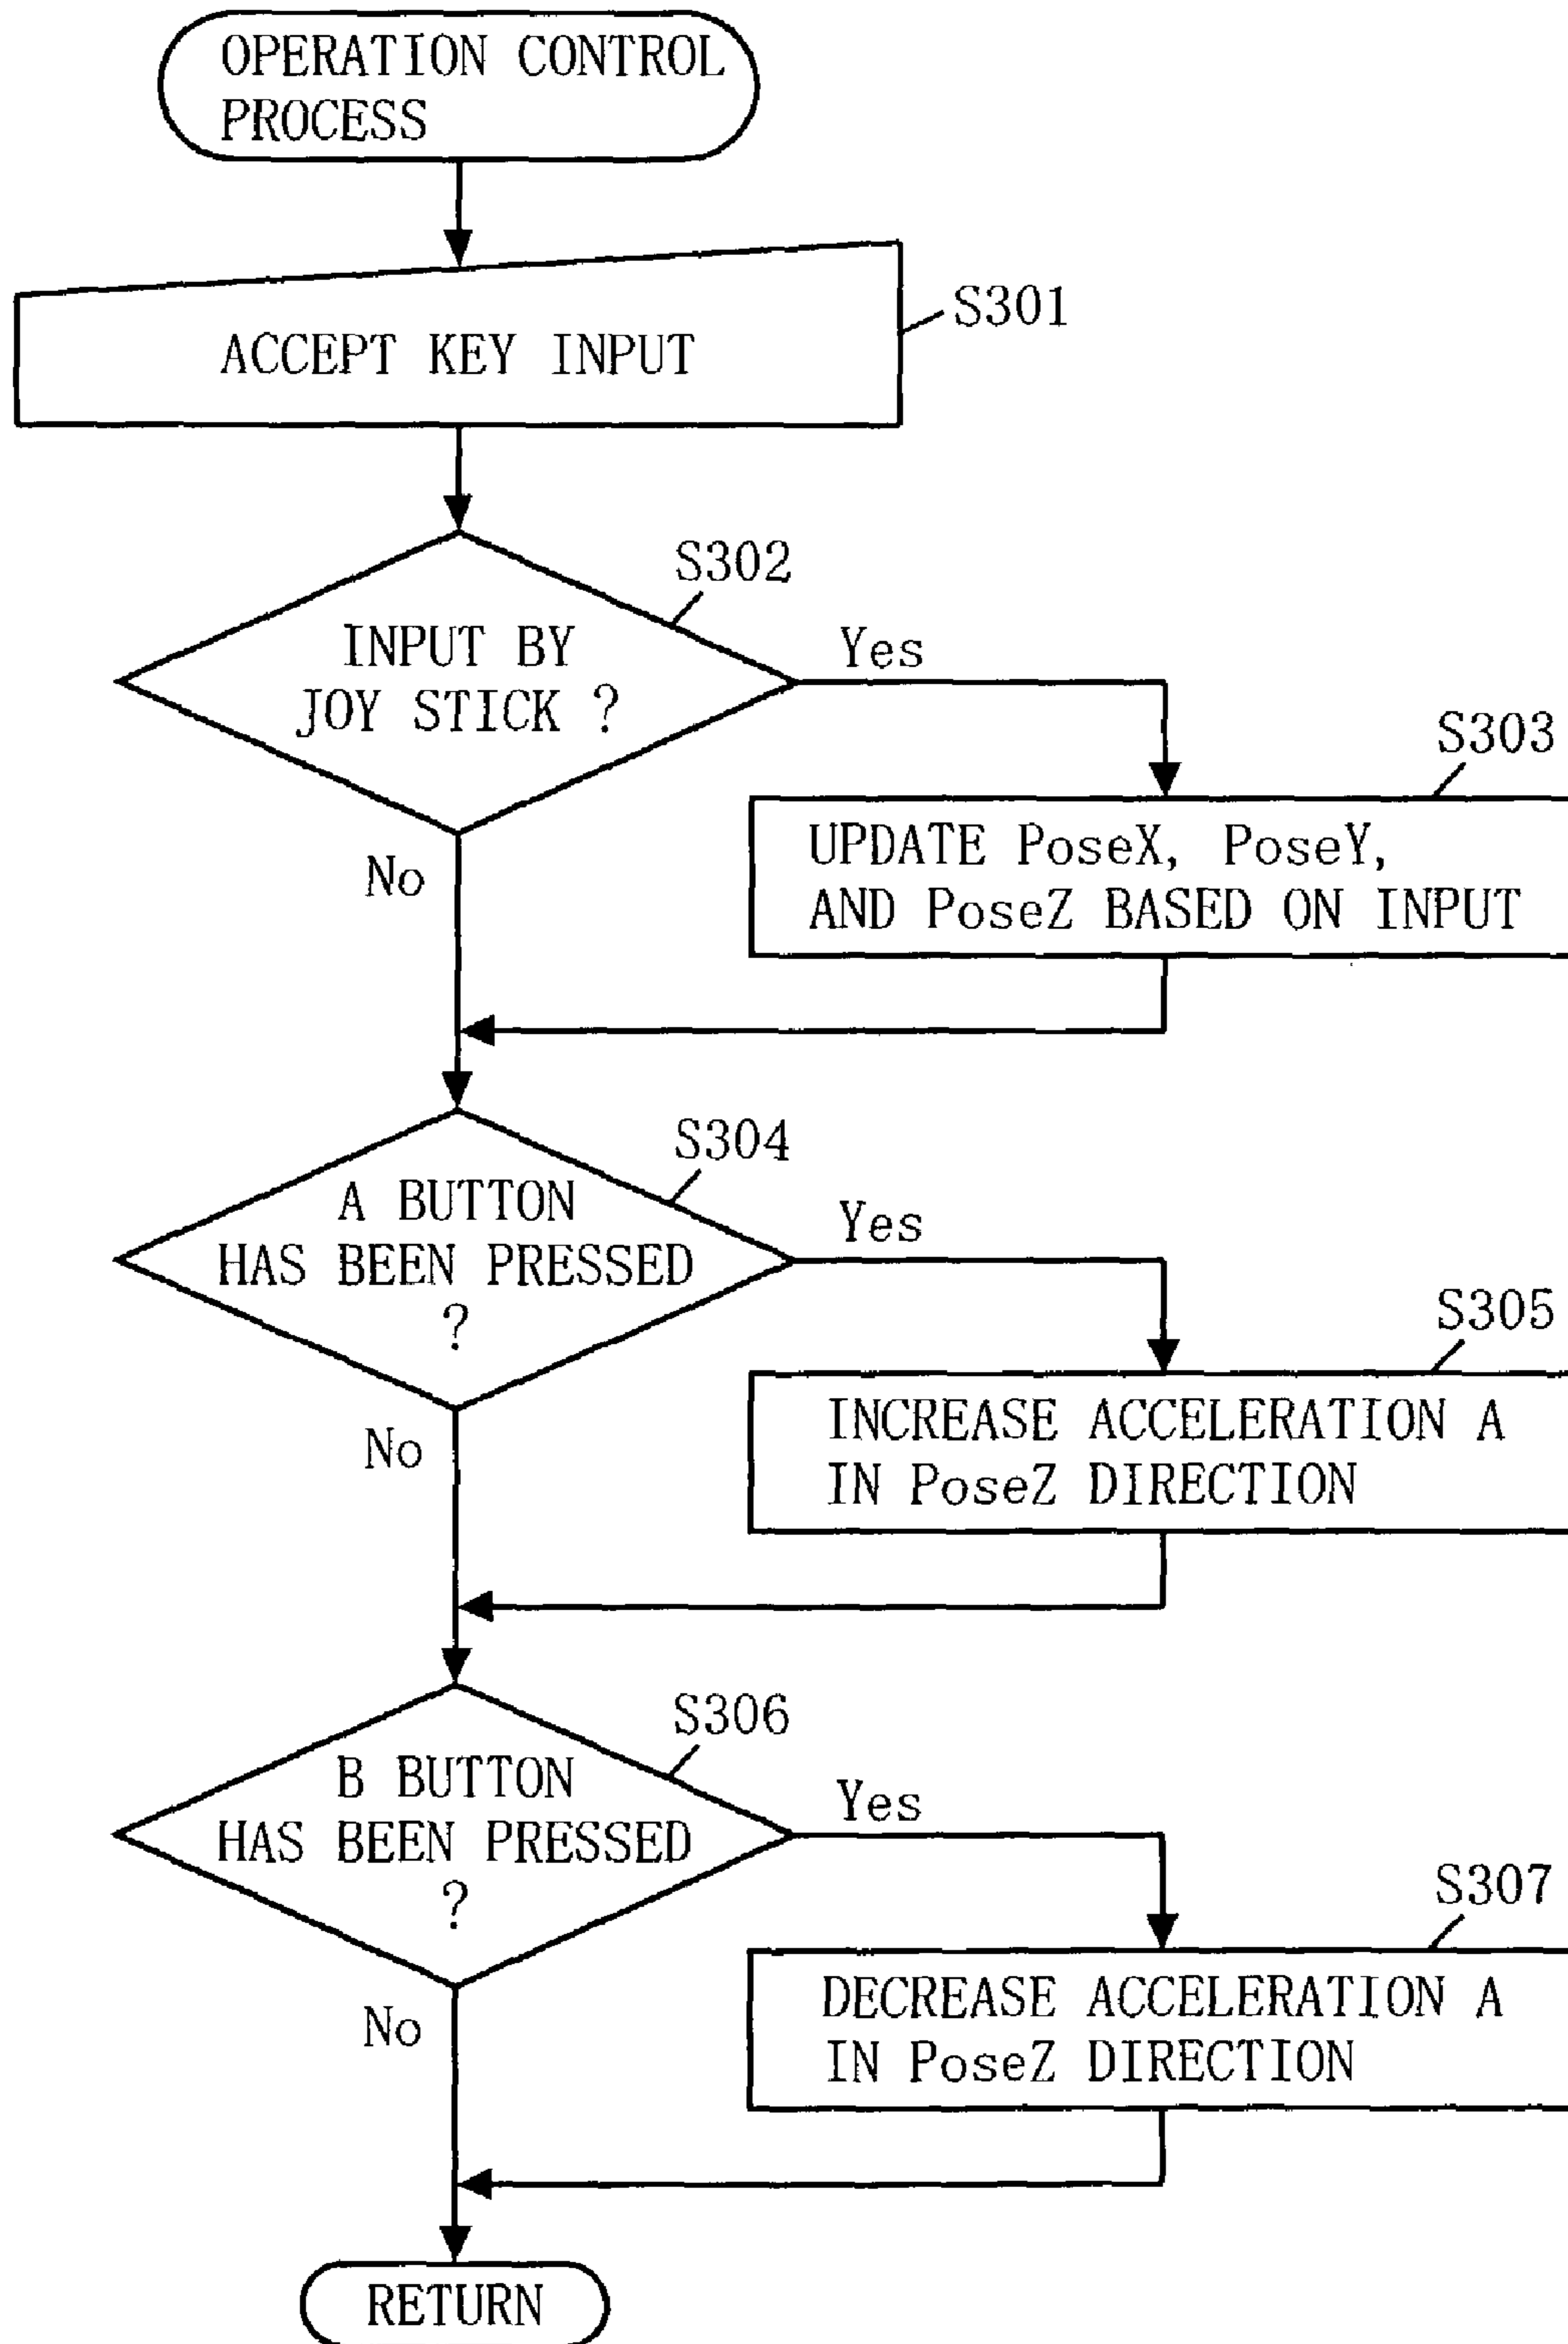 OPERATION CONTROL
PROCESS
ACCEPT KEY INPUT
S301
S302
INPUT BY
JOY STICK ?
Yes
No
S303
UPDATE PoseX, PoseY,
AND PoseZ BASED ON INPUT
S304
A BUTTON
HAS BEEN PRESSED
?
Yes
No
S305
INCREASE ACCELERATION A
IN PoseZ DIRECTION
S306
B BUTTON
HAS BEEN PRESSED
?
Yes
No
S307
DECREASE ACCELERATION A
IN PoseZ DIRECTION
RETURN